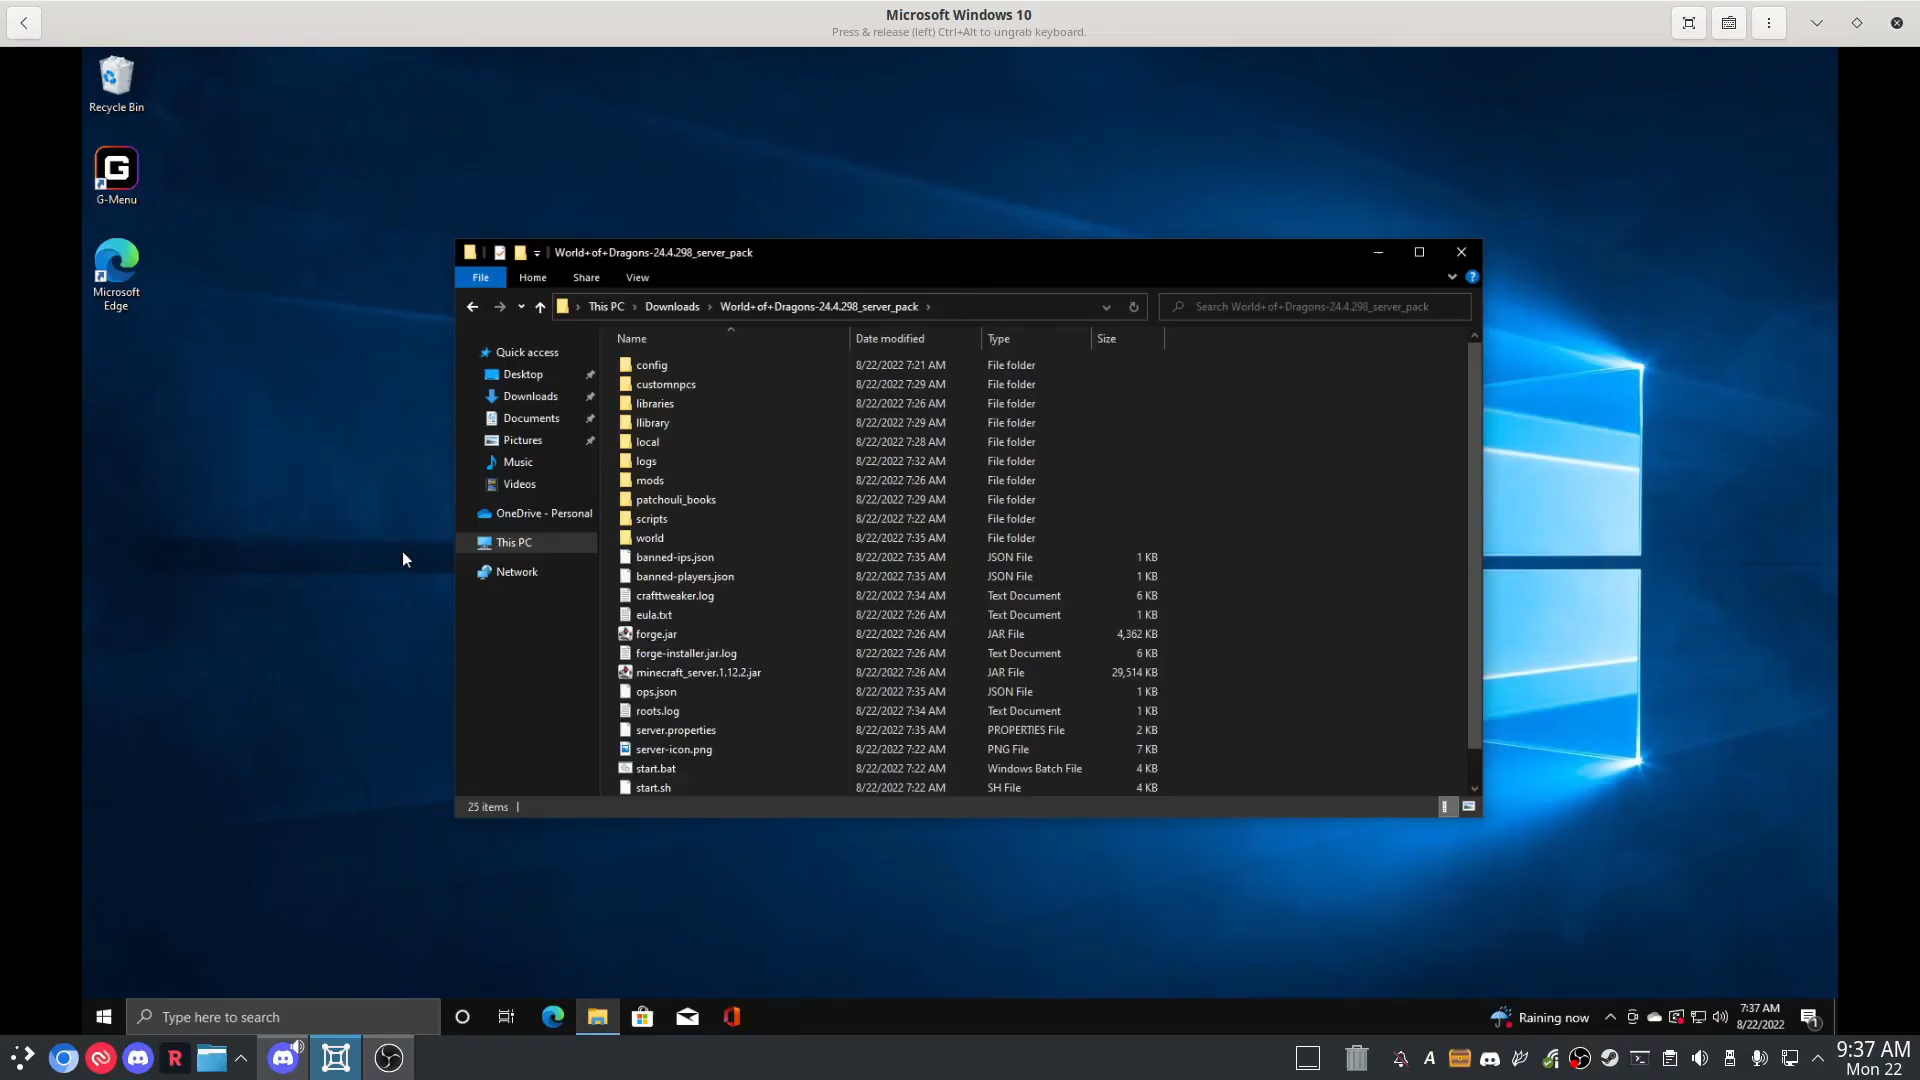 Microsoft Windows 10
Press & release (left) Ctrl+Alt to ungrab keyboard.
Recycle Bin
G-Menu
Microsoft
Edge
World+of+Dragons-24.4.298_server_pack
File Home Share View
This PC Downloads World+of+Dragons-24.4.298_server_pack Search World+of+Dragons-24.4.298_server_pack
Quick access
Desktop
Downloads
Documents
Pictures
Music
Videos
OneDrive - Personal
This PC
Network
Name Date modified Type Size
config 8/22/2022 7:21 AM File folder
customnpcs 8/22/2022 7:29 AM File folder
libraries 8/22/2022 7:26 AM File folder
llibrary 8/22/2022 7:29 AM File folder
local 8/22/2022 7:28 AM File folder
logs 8/22/2022 7:32 AM File folder
mods 8/22/2022 7:26 AM File folder
patchouli_books 8/22/2022 7:29 AM File folder
scripts 8/22/2022 7:22 AM File folder
world 8/22/2022 7:35 AM File folder
banned-ips.json 8/22/2022 7:35 AM JSON File 1 KB
banned-players.json 8/22/2022 7:35 AM JSON File 1 KB
crafttweaker.log 8/22/2022 7:34 AM Text Document 6 KB
eula.txt 8/22/2022 7:26 AM Text Document 1 KB
forge.jar 8/22/2022 7:26 AM JAR File 4,362 KB
forge-installer.jar.log 8/22/2022 7:26 AM Text Document 6 KB
minecraft_server.1.12.2.jar 8/22/2022 7:26 AM JAR File 29,514 KB
ops.json 8/22/2022 7:35 AM JSON File 1 KB
roots.log 8/22/2022 7:34 AM Text Document 1 KB
server.properties 8/22/2022 7:35 AM PROPERTIES File 2 KB
server-icon.png 8/22/2022 7:22 AM PNG File 7 KB
start.bat 8/22/2022 7:22 AM Windows Batch File 4 KB
start.sh 8/22/2022 7:22 AM SH File 4 KB
25 items
Type here to search
Raining now
7:37 AM
8/22/2022
1
9:37 AM
Mon 22